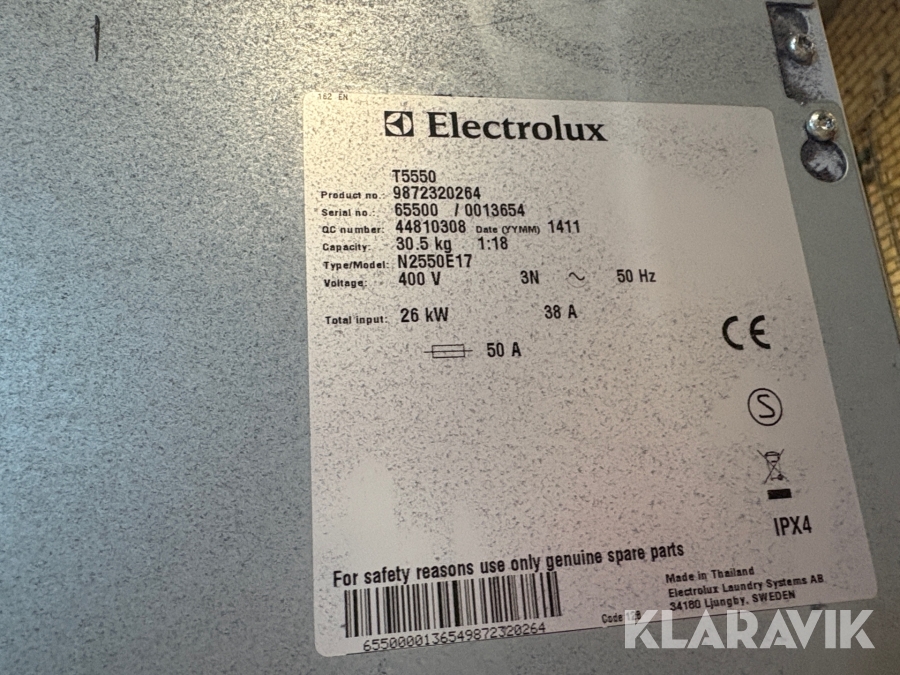 Electrolux
T5550
Product no.: 9872320264
Serial no.: 65500 / 0013654
QC number: 44810308 Date (YYMM) 1411
Capacity: 30.5 kg 1:18
Type/Model: N2550E17
Voltage: 400 V 3N ~ 50 Hz
Total input: 26 kW 38 A
50 A
CE
S
IPX4
For safety reasons use only genuine spare parts
Made in Thailand
Electrolux Laundry Systems AB
34180 Ljungby, SWEDEN
6550000136549872320264
Code
KLARAVIK